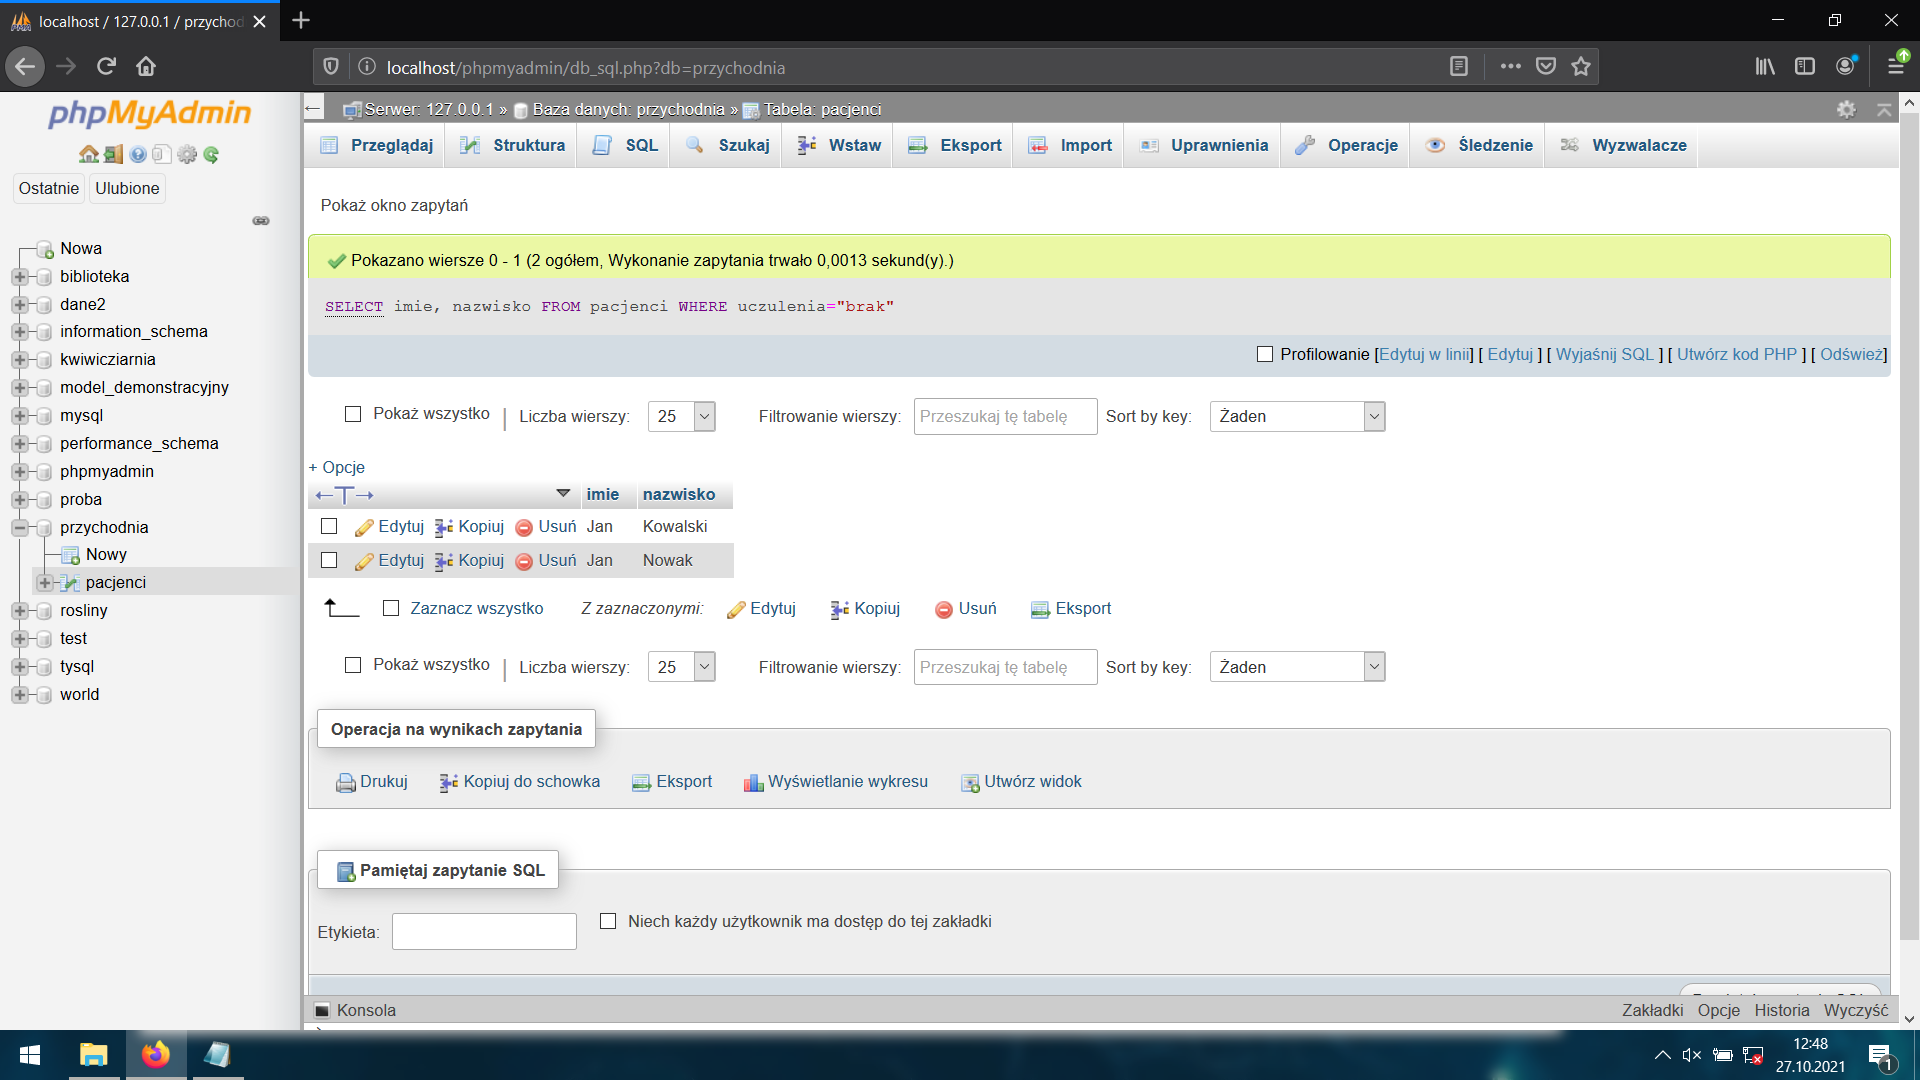 localhost / 127.0.0.1 / przychod
localhost/phpmyadmin/db_sql.php?db=przychodnia
phpMyAdmin
Ostatnie Ulubione
Nowa
biblioteka
dane2
information_schema
kwiwicziarnia
model_demonstracyjny
mysql
performance_schema
phpmyadmin
proba
przychodnia
Nowy
pacjenci
rosliny
test
tysql
world
Serwer: 127.0.0.1 » Baza danych: przychodnia » Tabela: pacjenci
Przeglądaj Struktura SQL Szukaj Wstaw Eksport Import Uprawnienia Operacje Śledzenie Wyzwalacze
Pokaż okno zapytań
Pokazano wiersze 0 - 1 (2 ogółem, Wykonanie zapytania trwało 0,0013 sekund(y).)
SELECT imie, nazwisko FROM pacjenci WHERE uczulenia="brak"
Profilowanie [Edytuj w linii] [ Edytuj ] [ Wyjaśnij SQL ] [ Utwórz kod PHP ] [ Odśwież]
Pokaż wszystko | Liczba wierszy: 25 Filtrowanie wierszy: Przeszukaj tę tabelę Sort by key: Żaden
+ Opcje
←T→ imie nazwisko
Edytuj Kopiuj Usuń Jan Kowalski
Edytuj Kopiuj Usuń Jan Nowak
Zaznacz wszystko Z zaznaczonymi: Edytuj Kopiuj Usuń Eksport
Pokaż wszystko | Liczba wierszy: 25 Filtrowanie wierszy: Przeszukaj tę tabelę Sort by key: Żaden
Operacja na wynikach zapytania
Drukuj Kopiuj do schowka Eksport Wyświetlanie wykresu Utwórz widok
Pamiętaj zapytanie SQL
Etykieta: Niech każdy użytkownik ma dostęp do tej zakładki
Konsola Zakładki Opcje Historia Wyczyść
12:48
27.10.2021
1